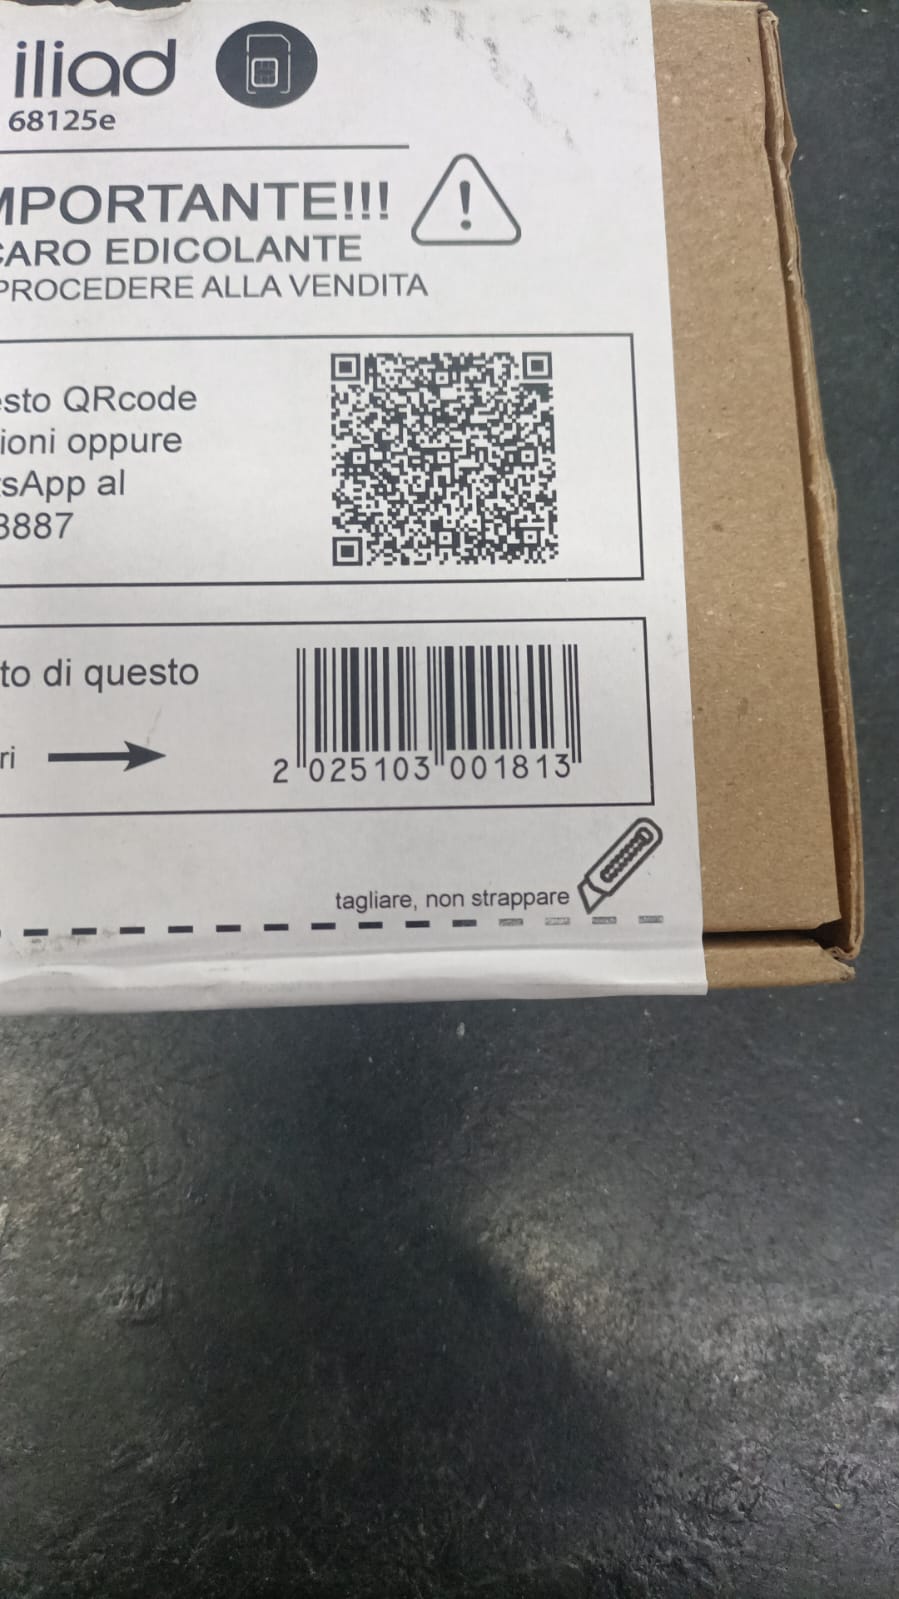 iliad
68125e
MPORTANTE!!!
CARO EDICOLANTE
PROCEDERE ALLA VENDITA
sto QRcode
ioni oppure
sApp al
3887
to di questo
ri
2 025103 001813
tagliare, non strappare